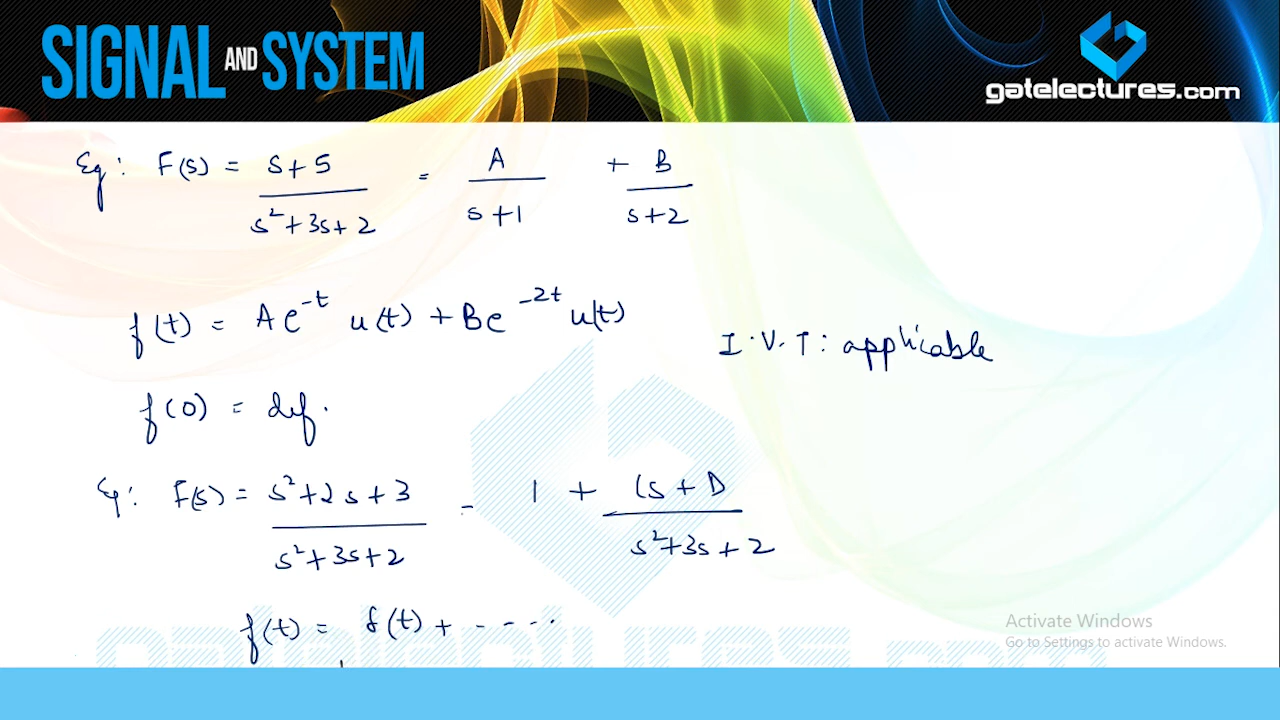 SIGNAL AND SYSTEM
gatelectures.com
Eg: F(s) = s+5 / s²+3s+2 = A / s+1 + B / s+2
f(t) = Ae^-t u(t) + Be^-2t u(t)
I.V.T: applicable
f(0) = def.
Eg: F(s) = s²+2s+3 / s²+3s+2 = 1 + Cs+D / s²+3s+2
f(t) = δ(t) + - - - -
Activate Windows
Go to Settings to activate Windows.
gatelectures.com